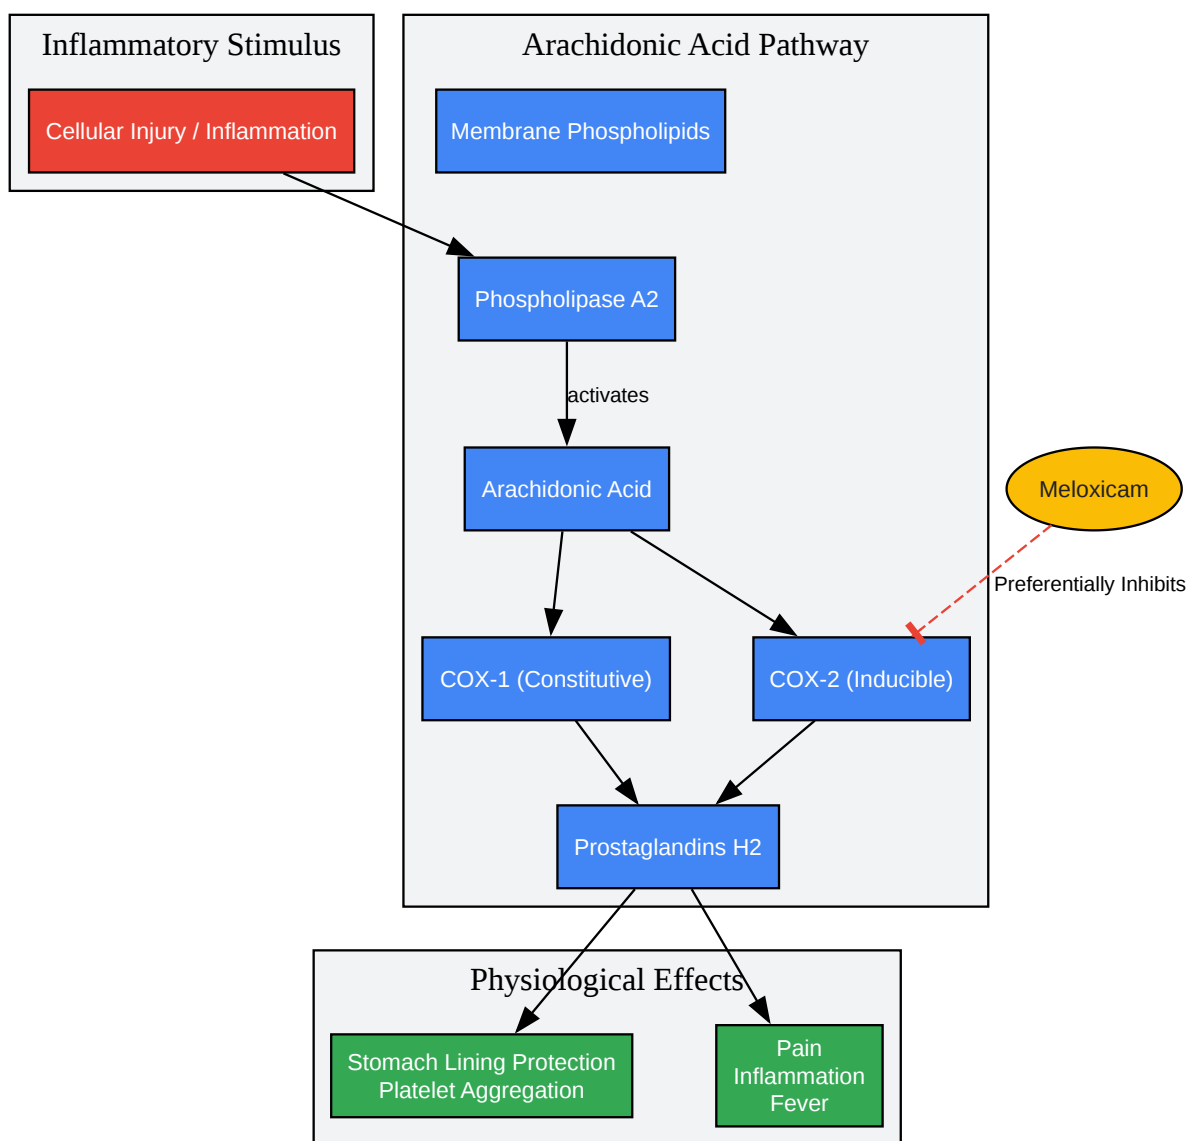 Inflammatory Stimulus
Cellular Injury / Inflammation
Arachidonic Acid Pathway
Membrane Phospholipids
Phospholipase A2
activates
Arachidonic Acid
Meloxicam
Preferentially Inhibits
COX-1 (Constitutive)
COX-2 (Inducible)
Prostaglandins H2
Physiological Effects
Stomach Lining Protection
Platelet Aggregation
Pain
Inflammation
Fever